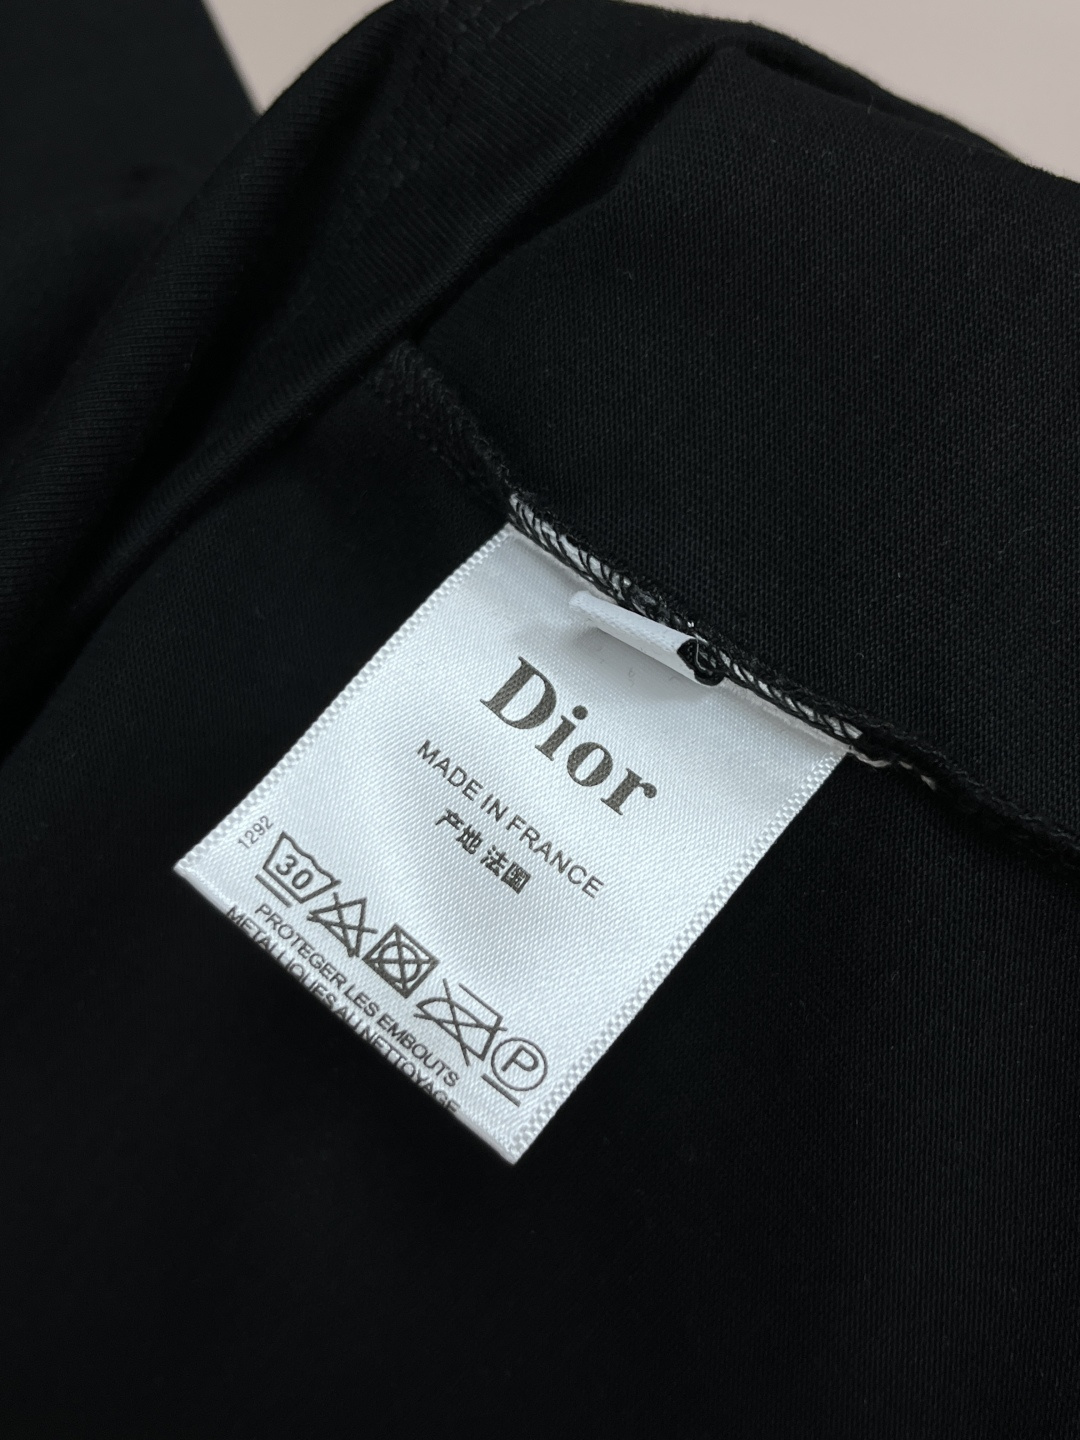 Dior
MADE IN FRANCE
产地 法国
1292
30
P
PROTEGER LES EMBOUTS
METALLIQUES AU NETTOYAGE